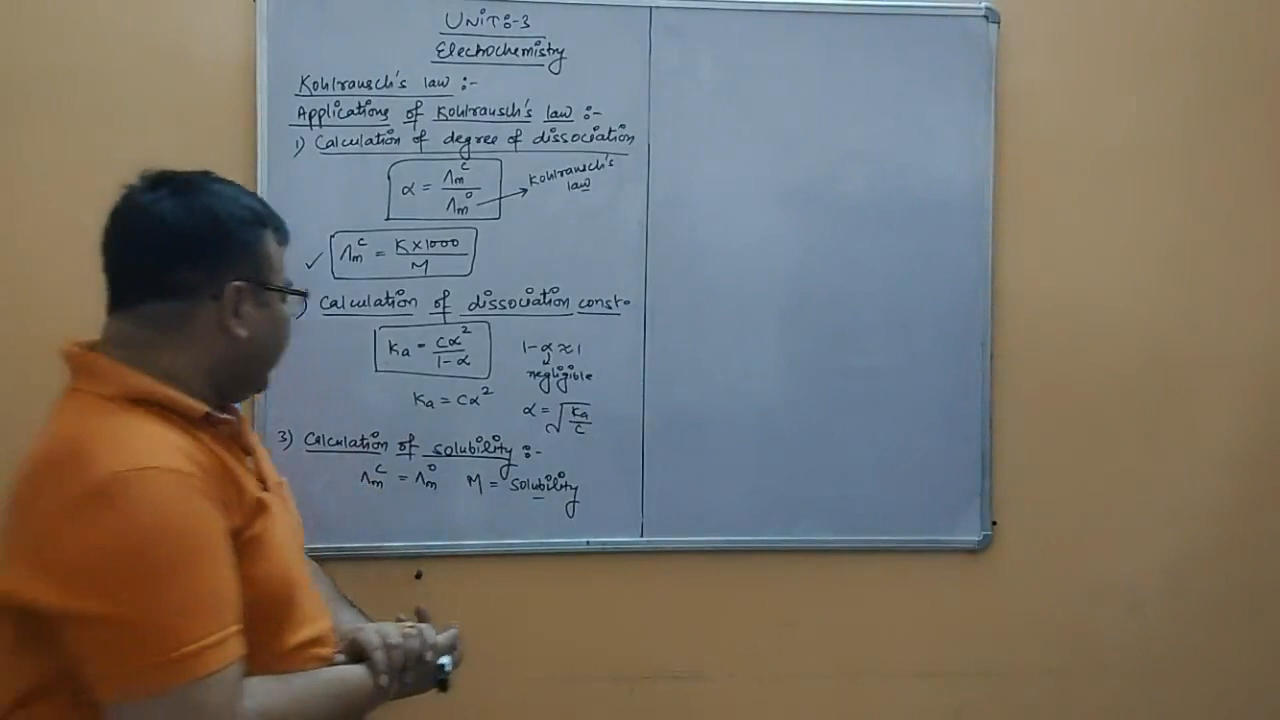 UNIT:-3
Electrochemistry
Kohlrausch's law :-
Applications of Kohlrausch's law :-
1) Calculation of degree of dissociation
α = Λm^c / Λm^o → Kohlrausch's law
✓ Λm^c = K×1000 / M
) Calculation of dissociation const.
Ka = Cα² / 1-α
1-α ≈ 1
negligible
Ka = Cα²
α = √(Ka/C)
3) Calculation of solubility :-
Λm^c = Λm^o M = solubility